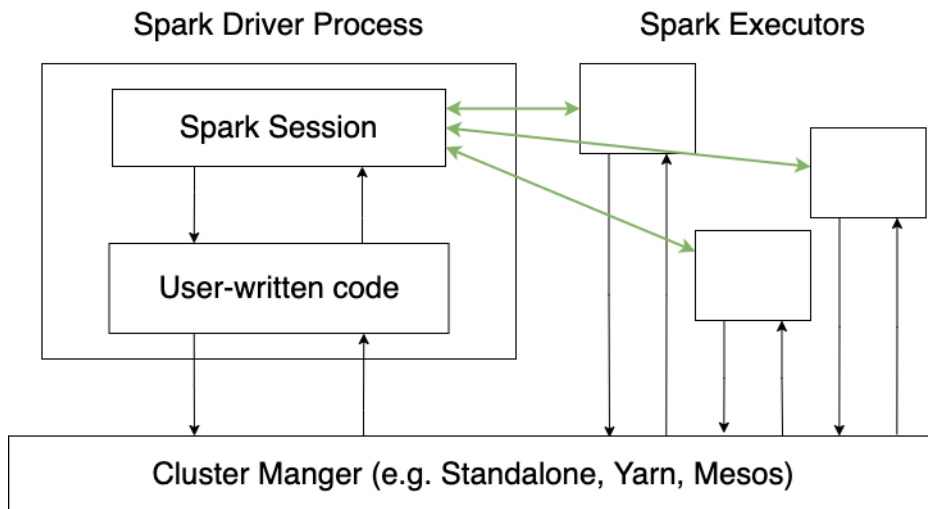 Spark Driver Process
Spark Executors
Spark Session
User-written code
Cluster Manger (e.g. Standalone, Yarn, Mesos)